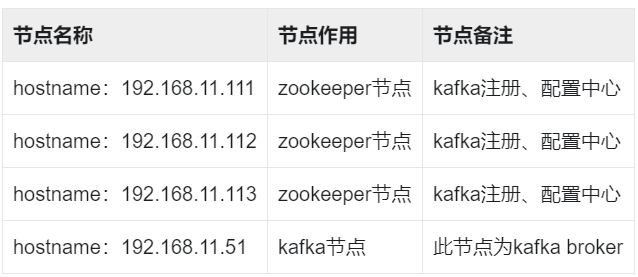 节点名称 节点作用 节点备注
hostname：192.168.11.111 zookeeper节点 kafka注册、配置中心
hostname：192.168.11.112 zookeeper节点 kafka注册、配置中心
hostname：192.168.11.113 zookeeper节点 kafka注册、配置中心
hostname：192.168.11.51 kafka节点 此节点为kafka broker